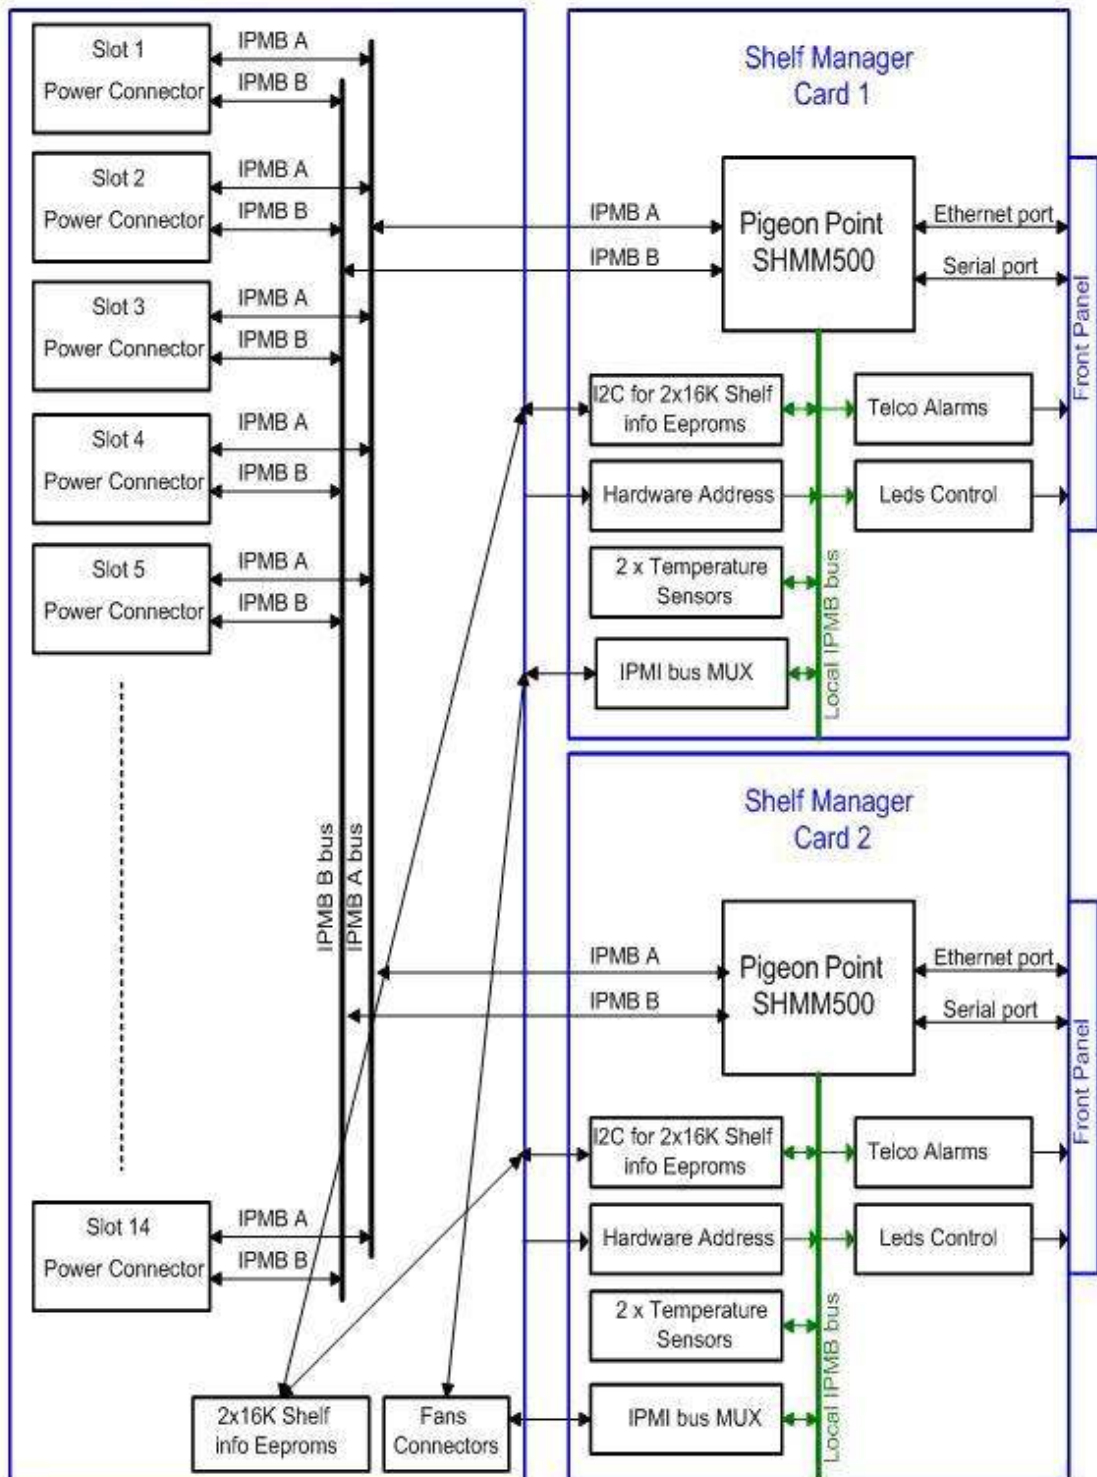 Slot 1
Power Connector
IPMB A
IPMB B
Slot 2
Power Connector
IPMB A
IPMB B
Slot 3
Power Connector
IPMB A
IPMB B
Slot 4
Power Connector
IPMB A
IPMB B
Slot 5
Power Connector
IPMB A
IPMB B
IPMB B bus
IPMB A bus
Slot 14
Power Connector
IPMB A
IPMB B
2x16K Shelf
info Eeproms
Fans
Connectors
Shelf Manager
Card 1
IPMB A
IPMB B
Pigeon Point
SHMM500
Ethernet port
Serial port
Front Panel
I2C for 2x16K Shelf
info Eeproms
Telco Alarms
Hardware Address
Leds Control
2 x Temperature
Sensors
IPMI bus MUX
Local IPMB bus
Shelf Manager
Card 2
IPMB A
IPMB B
Pigeon Point
SHMM500
Ethernet port
Serial port
Front Panel
I2C for 2x16K Shelf
info Eeproms
Telco Alarms
Hardware Address
Leds Control
2 x Temperature
Sensors
IPMI bus MUX
Local IPMB bus